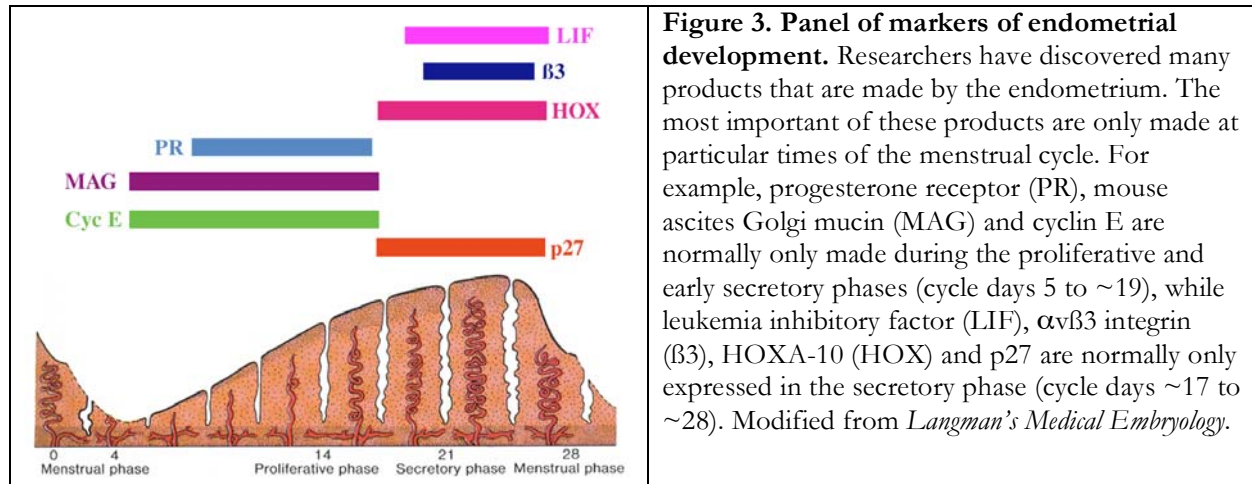 LIF
ß3
HOX
PR
MAG
Cyc E
p27
0
4
14
21
28
Menstrual phase
Proliferative phase
Secretory phase
Menstrual phase
Figure 3. Panel of markers of endometrial
development. Researchers have discovered many
products that are made by the endometrium. The
most important of these products are only made at
particular times of the menstrual cycle. For
example, progesterone receptor (PR), mouse
ascites Golgi mucin (MAG) and cyclin E are
normally only made during the proliferative and
early secretory phases (cycle days 5 to ~19), while
leukemia inhibitory factor (LIF), αvß3 integrin
(ß3), HOXA-10 (HOX) and p27 are normally only
expressed in the secretory phase (cycle days ~17 to
~28). Modified from Langman's Medical Embryology.